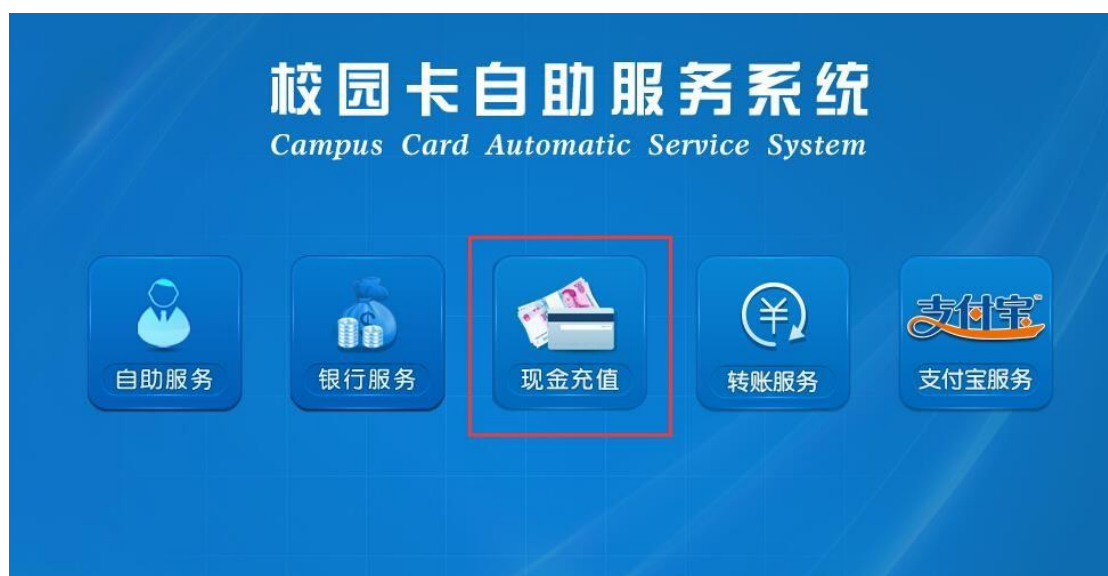 校园卡自助服务系统
Campus Card Automatic Service System
支付宝
自助服务
银行服务
现金充值
转账服务
支付宝服务